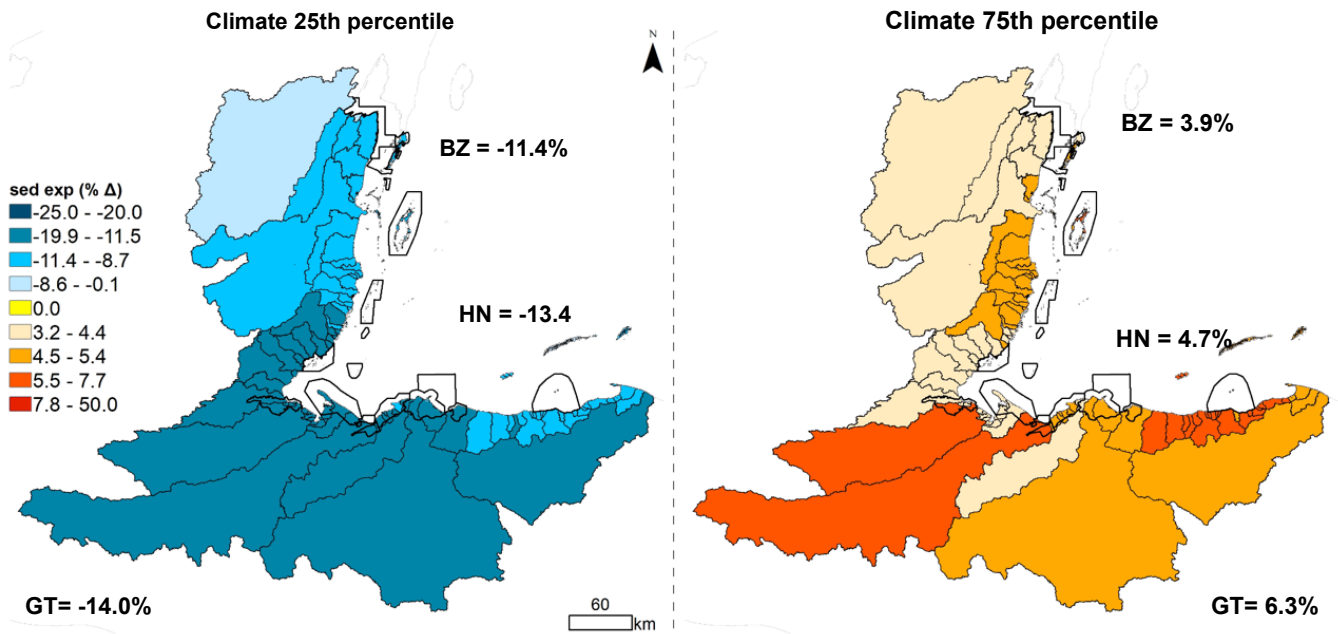 Climate 25th percentile
Climate 75th percentile
N
BZ = -11.4%
BZ = 3.9%
sed exp (% Δ)
-25.0 - -20.0
-19.9 - -11.5
-11.4 - -8.7
-8.6 - -0.1
0.0
3.2 - 4.4
4.5 - 5.4
5.5 - 7.7
7.8 - 50.0
HN = -13.4
HN = 4.7%
GT= -14.0%
60
km
GT= 6.3%